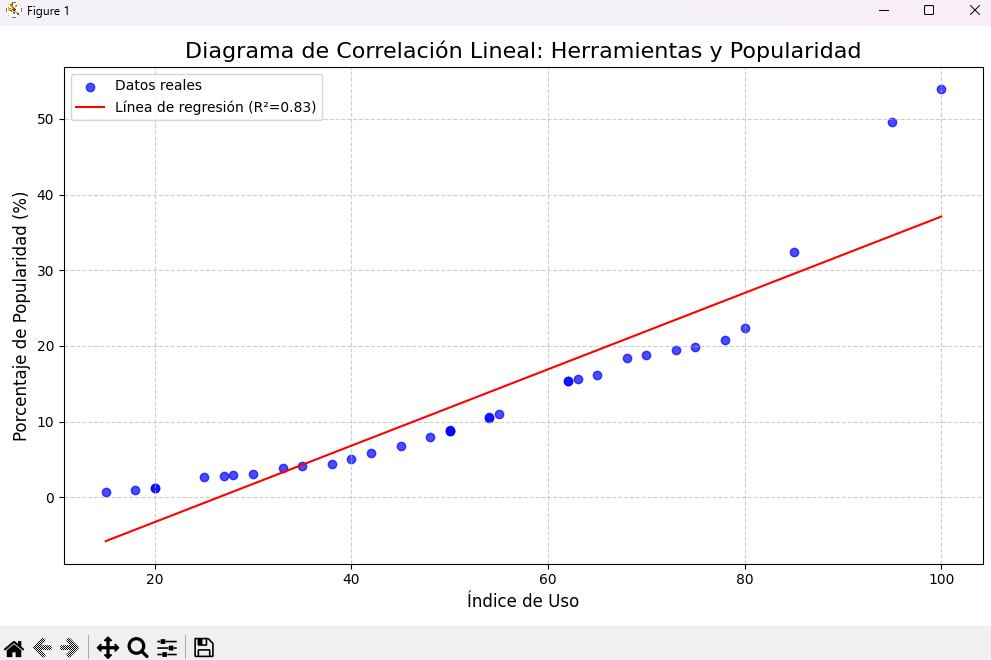 Figure 1
Diagrama de Correlación Lineal: Herramientas y Popularidad
Datos reales
Línea de regresión (R²=0.83)
Porcentaje de Popularidad (%)
50
40
30
20
10
0
20
40
60
80
100
Índice de Uso